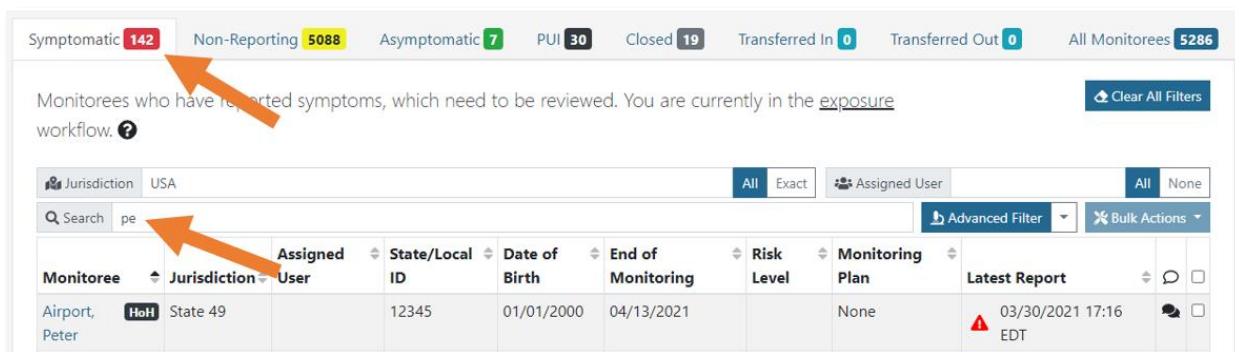 Symptomatic 142 Non-Reporting 5088 Asymptomatic 7 PUI 30 Closed 19 Transferred In 0 Transferred Out 0 All Monitorees 5286
Monitorees who have reported symptoms, which need to be reviewed. You are currently in the exposure
workflow. ?
Clear All Filters
Jurisdiction USA All Exact Assigned User All None
Search pe Advanced Filter Bulk Actions
Monitoree Jurisdiction Assigned User State/Local ID Date of Birth End of Monitoring Risk Level Monitoring Plan Latest Report
Airport, Peter HoH State 49 12345 01/01/2000 04/13/2021 None 03/30/2021 17:16 EDT